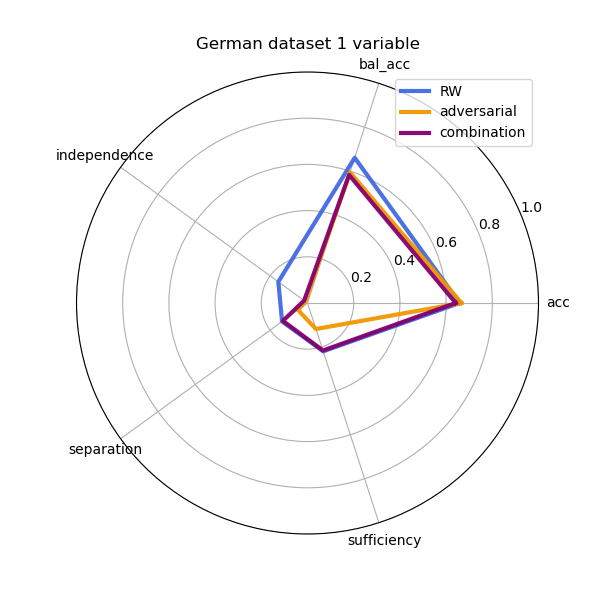 German dataset 1 variable
bal_acc
RW
adversarial
combination
independence
1.0
0.8
0.6
0.4
0.2
acc
separation
sufficiency